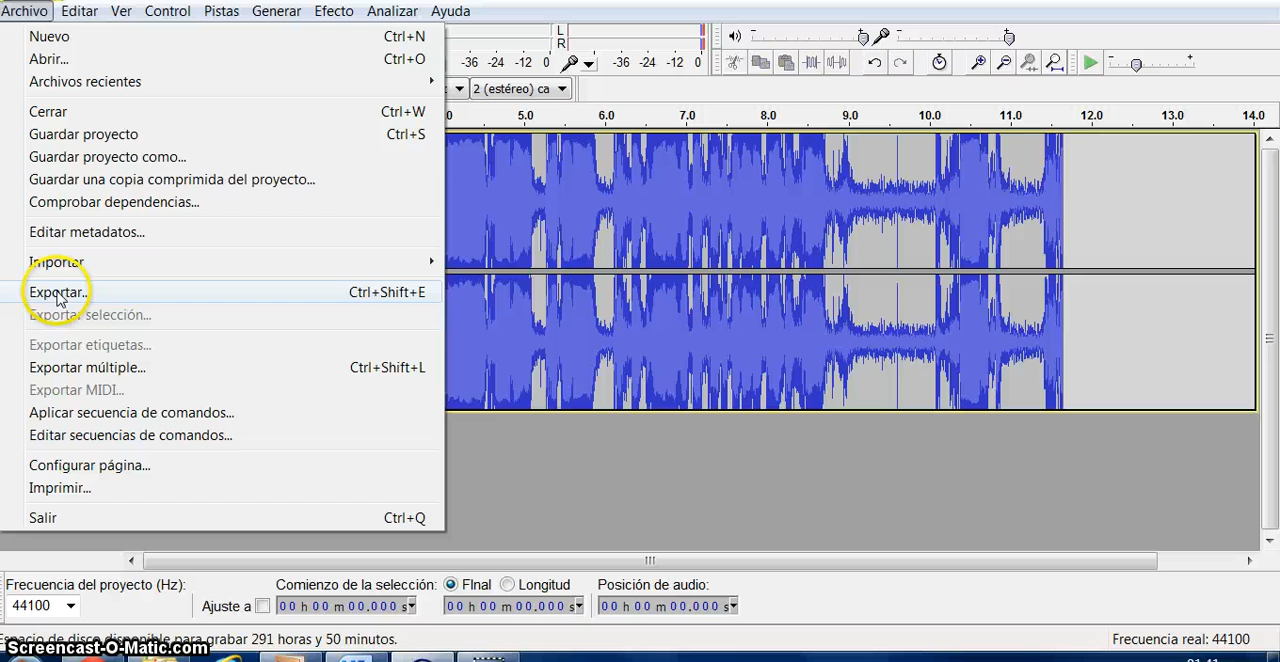 Archivo Editar Ver Control Pistas Generar Efecto Analizar Ayuda
Nuevo Ctrl+N
Abrir... Ctrl+O
Archivos recientes
Cerrar Ctrl+W
Guardar proyecto Ctrl+S
Guardar proyecto como...
Guardar una copia comprimida del proyecto...
Comprobar dependencias...
Editar metadatos...
Importar
Exportar... Ctrl+Shift+E
Exportar selección...
Exportar etiquetas...
Exportar múltiple... Ctrl+Shift+L
Exportar MIDI...
Aplicar secuencia de comandos...
Editar secuencias de comandos...
Configurar página...
Imprimir...
Salir Ctrl+Q
L
R
-36 -24 -12 0 -36 -24 -12 0
2 (estéreo) ca
5.0 6.0 7.0 8.0 9.0 10.0 11.0 12.0 13.0 14.0
Frecuencia del proyecto (Hz): Comienzo de la selección: FInal Longitud Posición de audio:
44100 Ajuste a 00 h 00 m 00.000 s 00 h 00 m 00.000 s 00 h 00 m 00.000 s
Espacio de disco disponible para grabar 291 horas y 50 minutos. Frecuencia real: 44100
Screencast-O-Matic.com